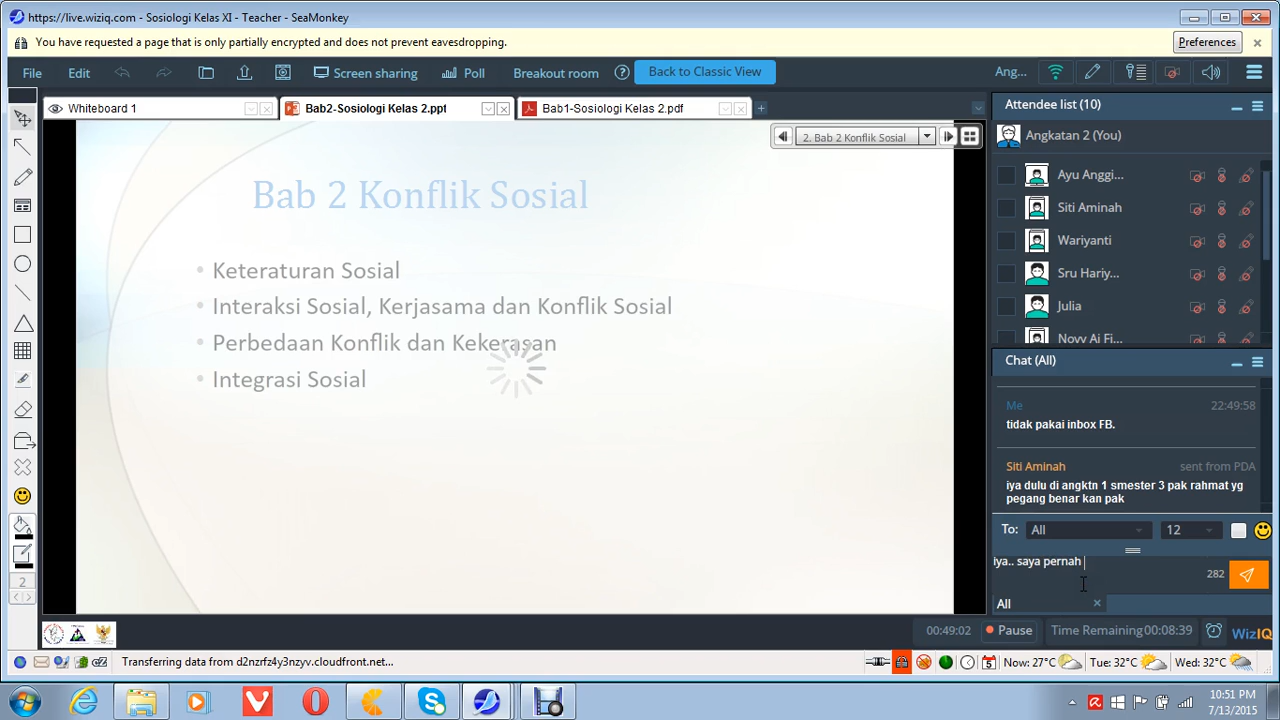 https://live.wiziq.com - Sosiologi Kelas XI - Teacher - SeaMonkey
You have requested a page that is only partially encrypted and does not prevent eavesdropping.
Preferences
File Edit Screen sharing Poll Breakout room ? Back to Classic View Ang...
Whiteboard 1
Bab2-Sosiologi Kelas 2.ppt
Bab1-Sosiologi Kelas 2.pdf
2. Bab 2 Konflik Sosial
Bab 2 Konflik Sosial
• Keteraturan Sosial
• Interaksi Sosial, Kerjasama dan Konflik Sosial
• Perbedaan Konflik dan Kekerasan
• Integrasi Sosial
2
Attendee list (10)
Angkatan 2 (You)
Ayu Anggi...
Siti Aminah
Wariyanti
Sru Hariy...
Julia
Novy Ai Fi
Chat (All)
Me 22:49:58
tidak pakai inbox FB.
Siti Aminah sent from PDA
iya dulu di angktn 1 smester 3 pak rahmat yg
pegang benar kan pak
To: All 12
iya.. saya pernah
282
All
00:49:02 Pause Time Remaining 00:08:39 WizIQ
Transferring data from d2nzrfz4y3nzyv.cloudfront.net...
5 Now: 27°C Tue: 32°C Wed: 32°C
10:51 PM
7/13/2015